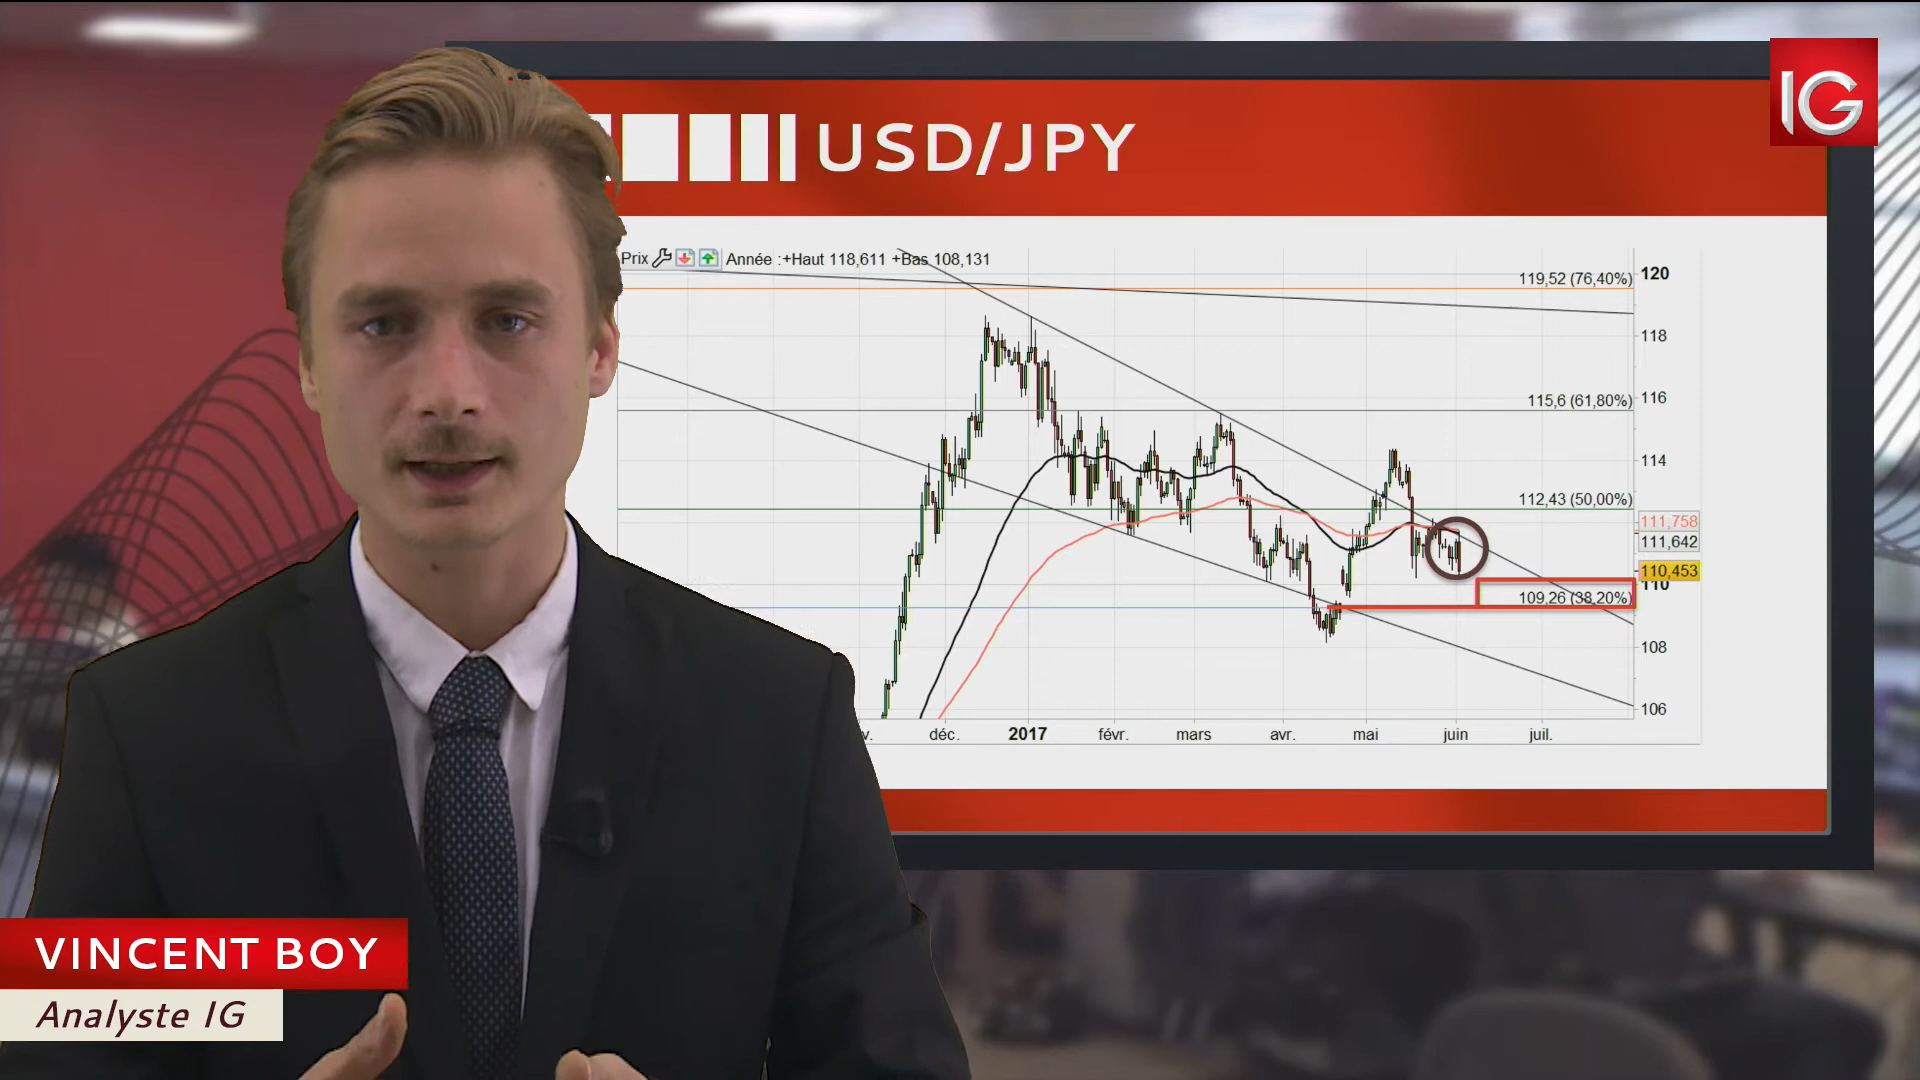 IG
USD/JPY
Prix Année :+Haut 118,611 +Bas 108,131
119,52 (76,40%)
120
118
115,6 (61,80%)
116
114
112,43 (50,00%)
111,758
111,642
110,453
110
109,26 (38,20%)
108
106
v. déc. 2017 févr. mars avr. mai juin juil.
VINCENT BOY
Analyste IG